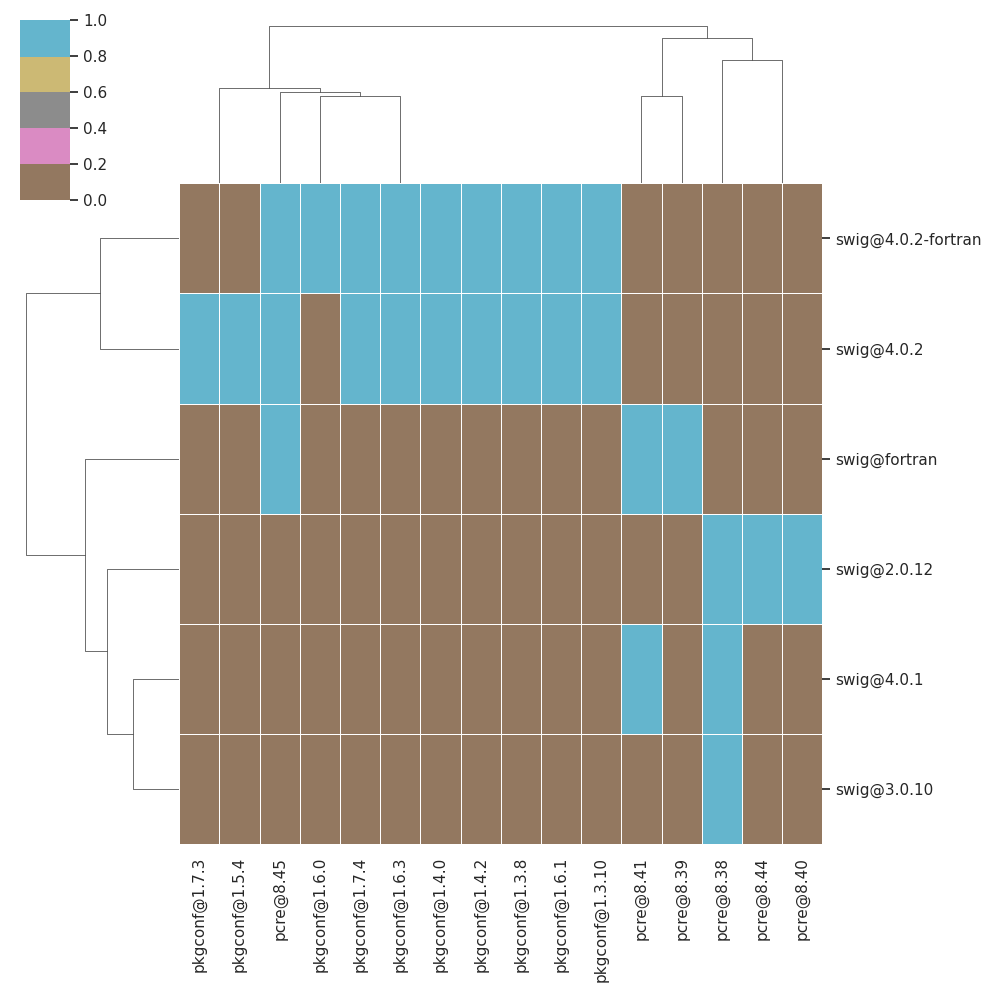 1.0
0.8
0.6
0.4
0.2
0.0
swig@4.0.2-fortran
swig@4.0.2
swig@fortran
swig@2.0.12
swig@4.0.1
swig@3.0.10
pkgconf@1.7.3
pkgconf@1.5.4
pcre@8.45
pkgconf@1.6.0
pkgconf@1.7.4
pkgconf@1.6.3
pkgconf@1.4.0
pkgconf@1.4.2
pkgconf@1.3.8
pkgconf@1.6.1
pkgconf@1.3.10
pcre@8.41
pcre@8.39
pcre@8.38
pcre@8.44
pcre@8.40